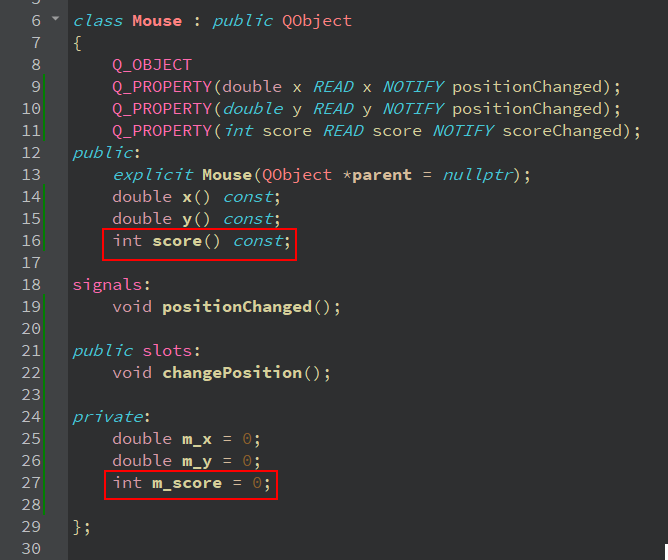 6 class Mouse : public QObject
7 {
8 Q_OBJECT
9 Q_PROPERTY(double x READ x NOTIFY positionChanged);
10 Q_PROPERTY(double y READ y NOTIFY positionChanged);
11 Q_PROPERTY(int score READ score NOTIFY scoreChanged);
12 public:
13 explicit Mouse(QObject *parent = nullptr);
14 double x() const;
15 double y() const;
16 int score() const;
17
18 signals:
19 void positionChanged();
20
21 public slots:
22 void changePosition();
23
24 private:
25 double m_x = 0;
26 double m_y = 0;
27 int m_score = 0;
28
29 };
30